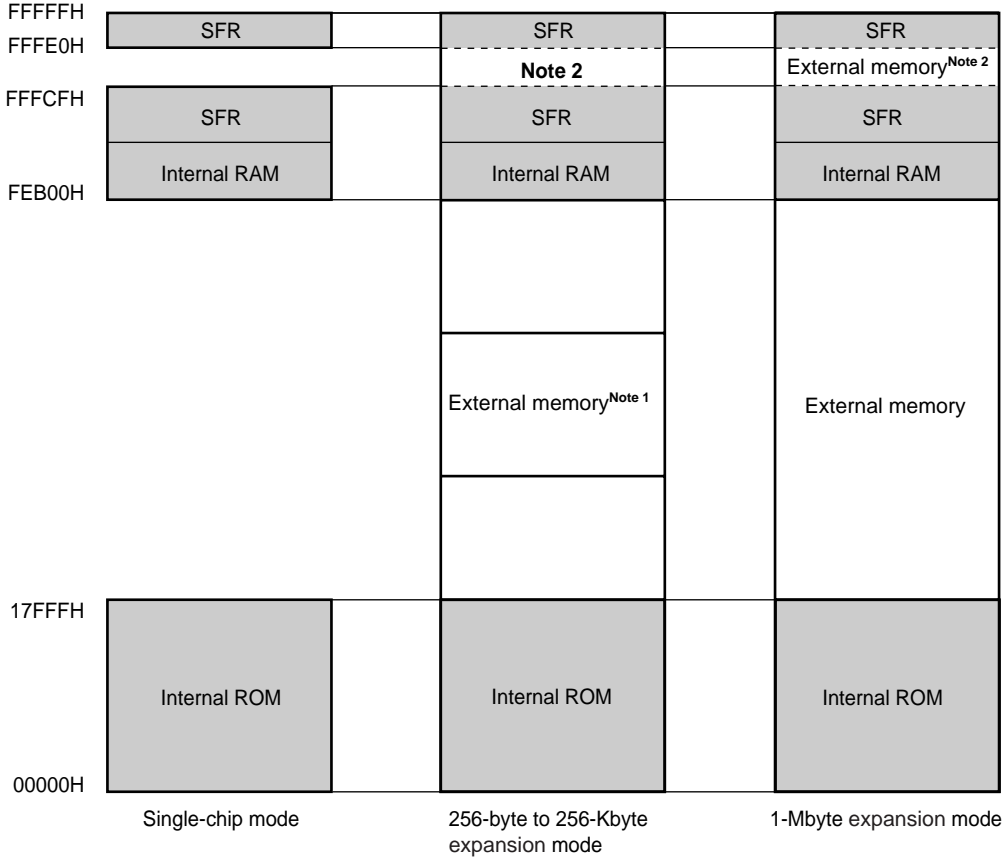 FFFFFH
SFR
SFR
SFR
FFFE0H
Note 2
External memoryNote 2
FFFCFH
SFR
SFR
SFR
Internal RAM
Internal RAM
Internal RAM
FEB00H
External memoryNote 1
External memory
17FFFH
Internal ROM
Internal ROM
Internal ROM
00000H
Single-chip mode
256-byte to 256-Kbyte
expansion mode
1-Mbyte expansion mode